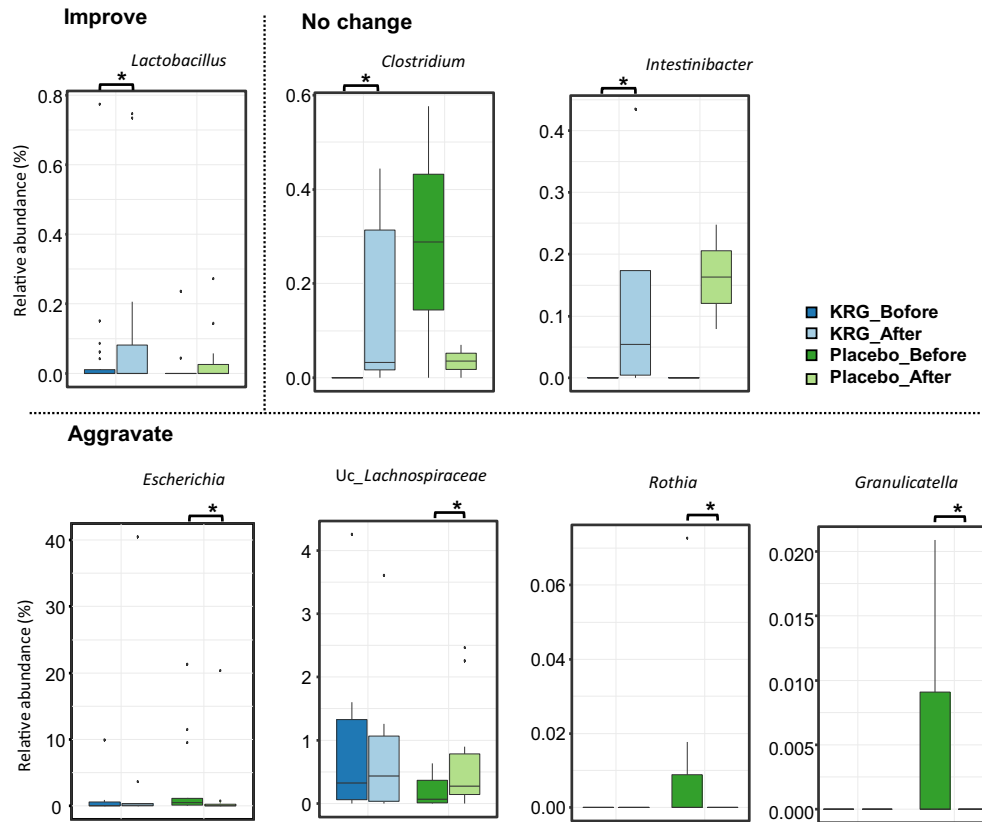 Improve
No change
Lactobacillus
Clostridium
Intestinibacter
*
*
*
Relative abundance (%)
0.8
0.6
0.4
0.2
0.0
0.6
0.4
0.2
0.0
0.4
0.3
0.2
0.1
0.0
KRG_Bofore
KRG_After
Placebo_Before
Placebo_After
Aggravate
Escherichia
Uc_Lachnospiraceae
Rothia
Granulicatella
*
*
*
*
Relative abundance (%)
40
30
20
10
0
4
3
2
1
0
0.06
0.04
0.02
0.00
0.020
0.015
0.010
0.005
0.000